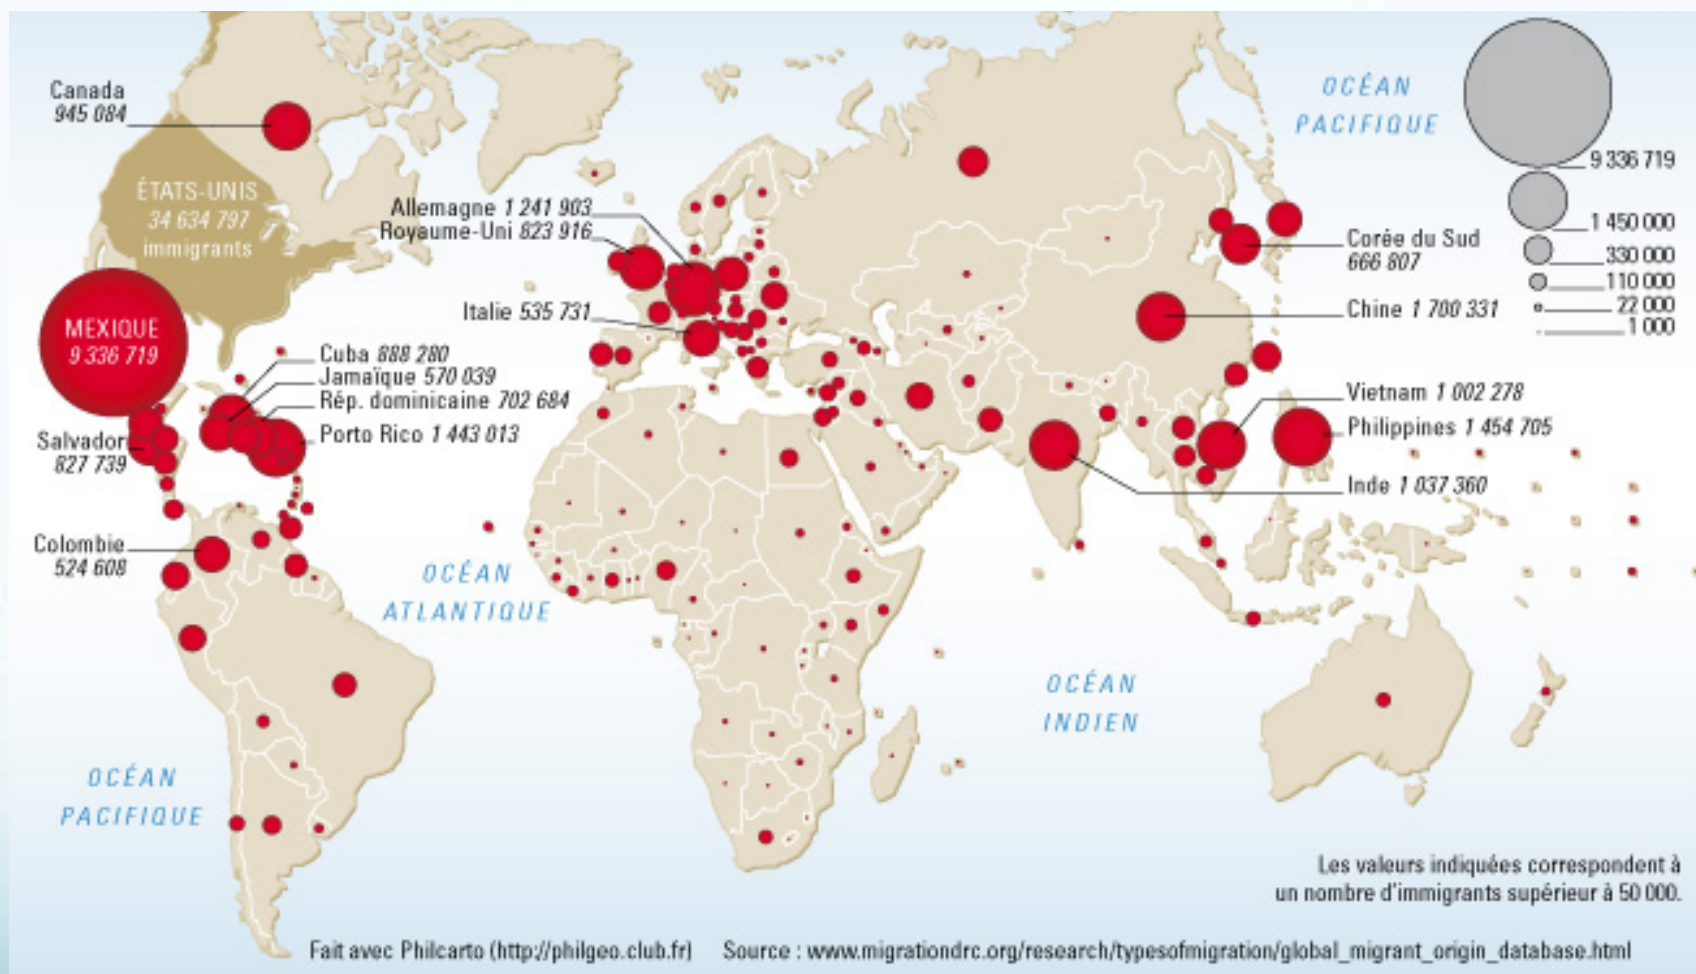 Canada
945 084
ÉTATS-UNIS
34 634 797
immigrants
MEXIQUE
9 336 719
Allemagne 1 241 903
Royaume-Uni 823 916
Italie 535 731
Cuba 888 280
Jamaïque 570 039
Rép. dominicaine 702 684
Porto Rico 1 443 013
Salvador
827 739
Colombie
524 608
OCÉAN
ATLANTIQUE
OCÉAN
PACIFIQUE
OCÉAN
PACIFIQUE
9 336 719
1 450 000
330 000
110 000
22 000
1 000
Corée du Sud
666 807
Chine 1 700 331
Vietnam 1 002 278
Philippines 1 454 705
Inde 1 037 360
OCÉAN
INDIEN
Les valeurs indiquées correspondent à
un nombre d'immigrants supérieur à 50 000.
Fait avec Philcarto (http://philgeo.club.fr) Source : www.migrationdrc.org/research/typesofmigration/global_migrant_origin_database.html